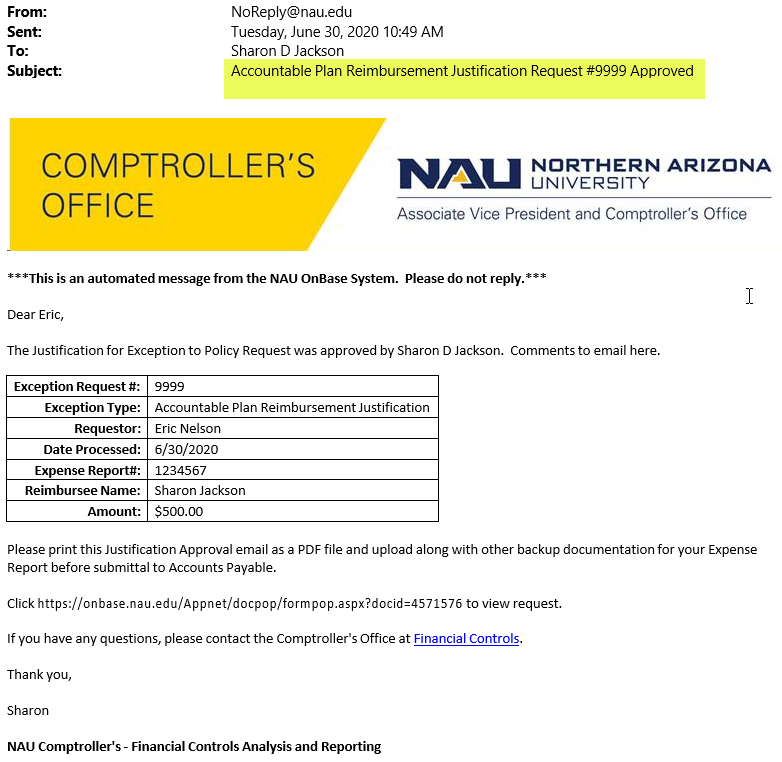 From: NoReply@nau.edu
Sent: Tuesday, June 30, 2020 10:49 AM
To: Sharon D Jackson
Subject: Accountable Plan Reimbursement Justification Request #9999 Approved
COMPTROLLER'S
OFFICE
NAU NORTHERN ARIZONA
UNIVERSITY
Associate Vice President and Comptroller's Office
***This is an automated message from the NAU OnBase System.  Please do not reply.***
Dear Eric,
The Justification for Exception to Policy Request was approved by Sharon D Jackson.  Comments to email here.
Exception Request #: 9999
Exception Type: Accountable Plan Reimbursement Justification
Requestor: Eric Nelson
Date Processed: 6/30/2020
Expense Report#: 1234567
Reimbursee Name: Sharon Jackson
Amount: $500.00
Please print this Justification Approval email as a PDF file and upload along with other backup documentation for your Expense
Report before submittal to Accounts Payable.
Click https://onbase.nau.edu/Appnet/docpop/formpop.aspx?docid=4571576 to view request.
If you have any questions, please contact the Comptroller's Office at Financial Controls.
Thank you,
Sharon
NAU Comptroller's - Financial Controls Analysis and Reporting